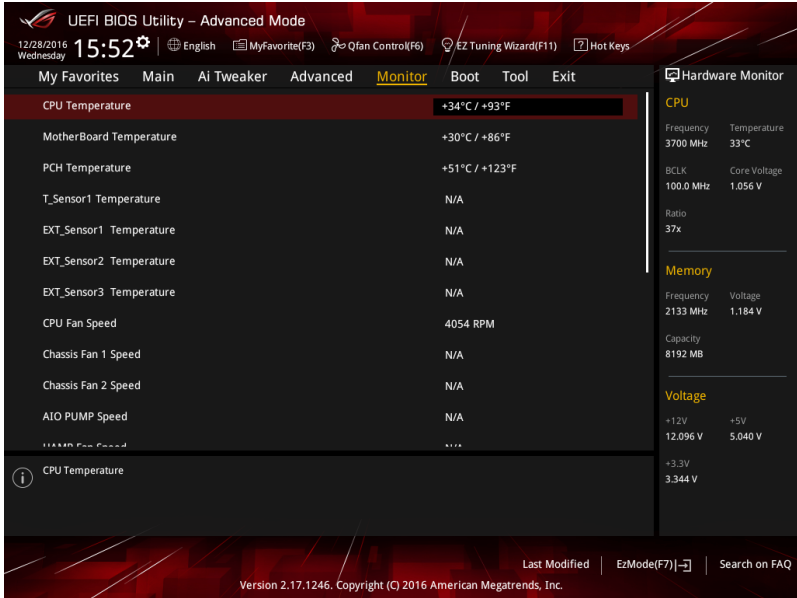 UEFI BIOS Utility – Advanced Mode
12/28/2016 Wednesday 15:52 English MyFavorite(F3) Qfan Control(F6) EZ Tuning Wizard(F11) ? Hot Keys
My Favorites Main Ai Tweaker Advanced Monitor Boot Tool Exit
CPU Temperature +34°C / +93°F
MotherBoard Temperature +30°C / +86°F
PCH Temperature +51°C / +123°F
T_Sensor1 Temperature N/A
EXT_Sensor1 Temperature N/A
EXT_Sensor2 Temperature N/A
EXT_Sensor3 Temperature N/A
CPU Fan Speed 4054 RPM
Chassis Fan 1 Speed N/A
Chassis Fan 2 Speed N/A
AIO PUMP Speed N/A
CPU Temperature
Hardware Monitor
CPU
Frequency Temperature
3700 MHz 33°C
BCLK Core Voltage
100.0 MHz 1.056 V
Ratio
37x
Memory
Frequency Voltage
2133 MHz 1.184 V
Capacity
8192 MB
Voltage
+12V +5V
12.096 V 5.040 V
+3.3V
3.344 V
Last Modified EzMode(F7) Search on FAQ
Version 2.17.1246. Copyright (C) 2016 American Megatrends, Inc.